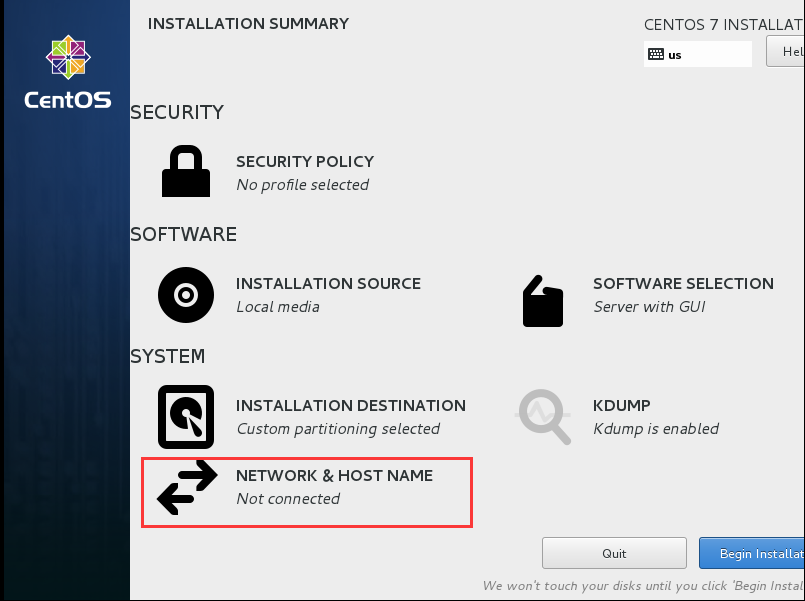 INSTALLATION SUMMARY
CENTOS 7 INSTALLAT
us
Hel
CentOS
SECURITY
SECURITY POLICY
No profile selected
SOFTWARE
INSTALLATION SOURCE
Local media
SOFTWARE SELECTION
Server with GUI
SYSTEM
INSTALLATION DESTINATION
Custom partitioning selected
KDUMP
Kdump is enabled
NETWORK & HOST NAME
Not connected
Quit
Begin Installat
We won't touch your disks until you click 'Begin Instal